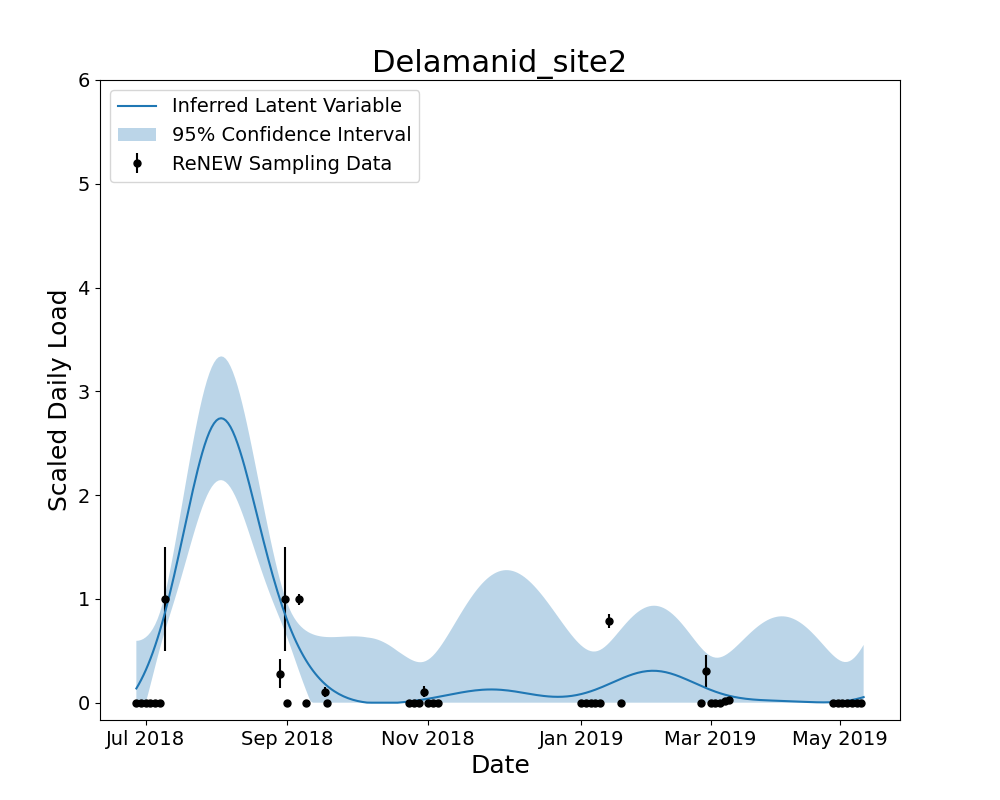 Delamanid_site2
6
5
4
3
2
1
0
Scaled Daily Load
Inferred Latent Variable
95% Confidence Interval
ReNEW Sampling Data
Jul 2018 Sep 2018 Nov 2018 Jan 2019 Mar 2019 May 2019
Date